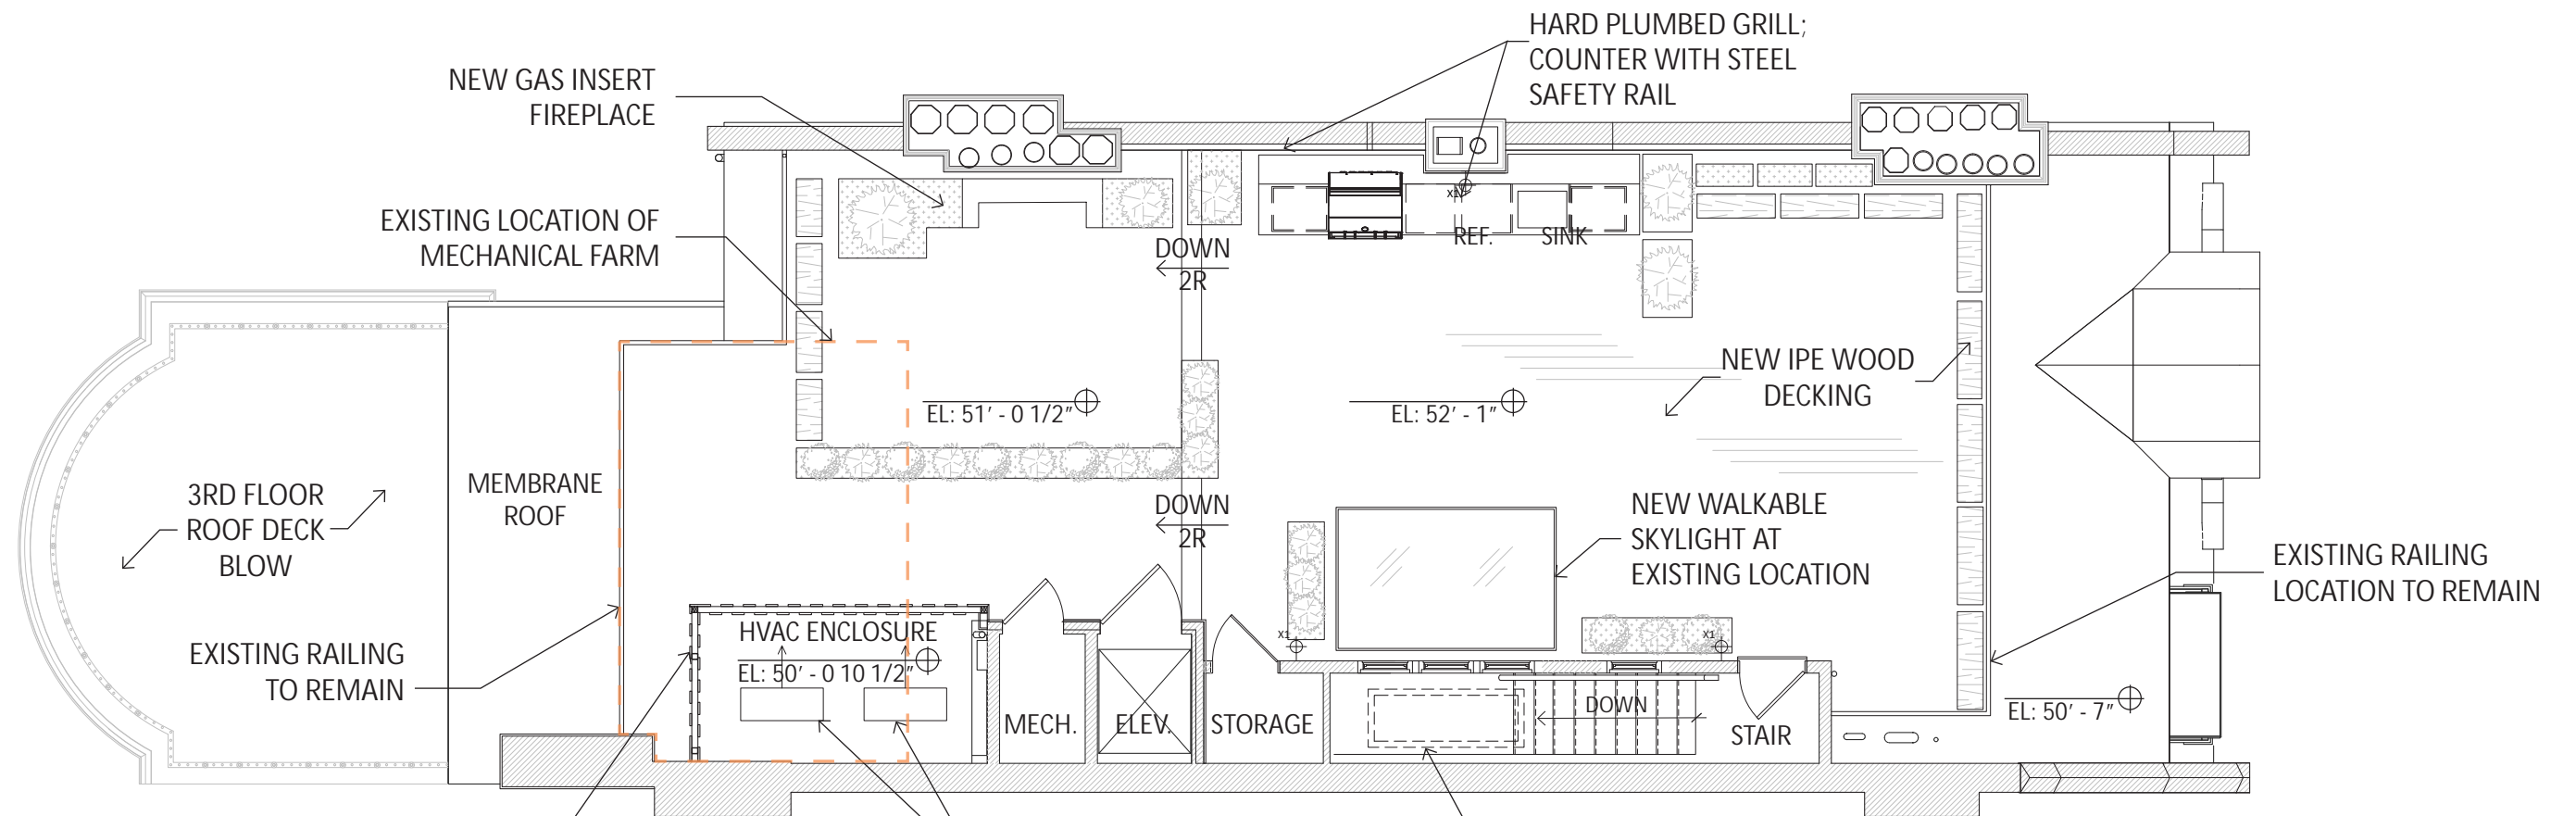 HARD PLUMBED GRILL;
COUNTER WITH STEEL
SAFETY RAIL
NEW GAS INSERT
FIREPLACE
EXISTING LOCATION OF
MECHANICAL FARM
X1
REF.
SINK
DOWN
2R
EL: 51' - 0 1/2"
EL: 52' - 1"
NEW IPE WOOD
DECKING
MEMBRANE
ROOF
3RD FLOOR
ROOF DECK
BLOW
DOWN
2R
NEW WALKABLE
SKYLIGHT AT
EXISTING LOCATION
EXISTING RAILING
LOCATION TO REMAIN
EXISTING RAILING
TO REMAIN
HVAC ENCLOSURE
EL: 50' - 0 10 1/2"
X1
X1
MECH.
ELEV.
STORAGE
DOWN
STAIR
EL: 50' - 7"